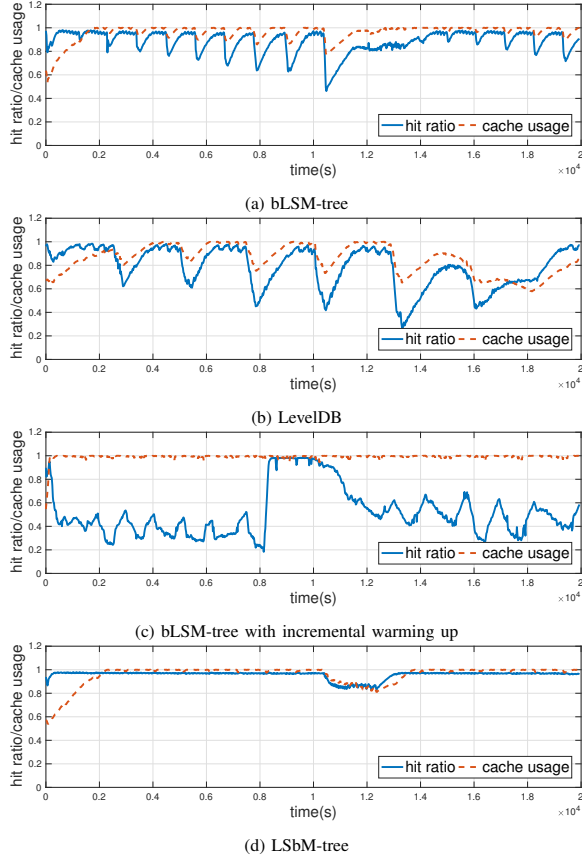 1.2
1
0.8
0.6
0.4
0.2
0
hit ratio/cache usage
hit ratio
cache usage
0 0.2 0.4 0.6 0.8 1 1.2 1.4 1.6 1.8 2
time(s)
×10⁴
(a) bLSM-tree
1.2
1
0.8
0.6
0.4
0.2
0
hit ratio/cache usage
hit ratio
cache usage
0 0.2 0.4 0.6 0.8 1 1.2 1.4 1.6 1.8 2
time(s)
×10⁴
(b) LevelDB
1.2
1
0.8
0.6
0.4
0.2
0
hit ratio/cache usage
hit ratio
cache usage
0 0.2 0.4 0.6 0.8 1 1.2 1.4 1.6 1.8 2
time(s)
×10⁴
(c) bLSM-tree with incremental warming up
1.2
1
0.8
0.6
0.4
0.2
0
hit ratio/cache usage
hit ratio
cache usage
0 0.2 0.4 0.6 0.8 1 1.2 1.4 1.6 1.8 2
time(s)
×10⁴
(d) LSbM-tree